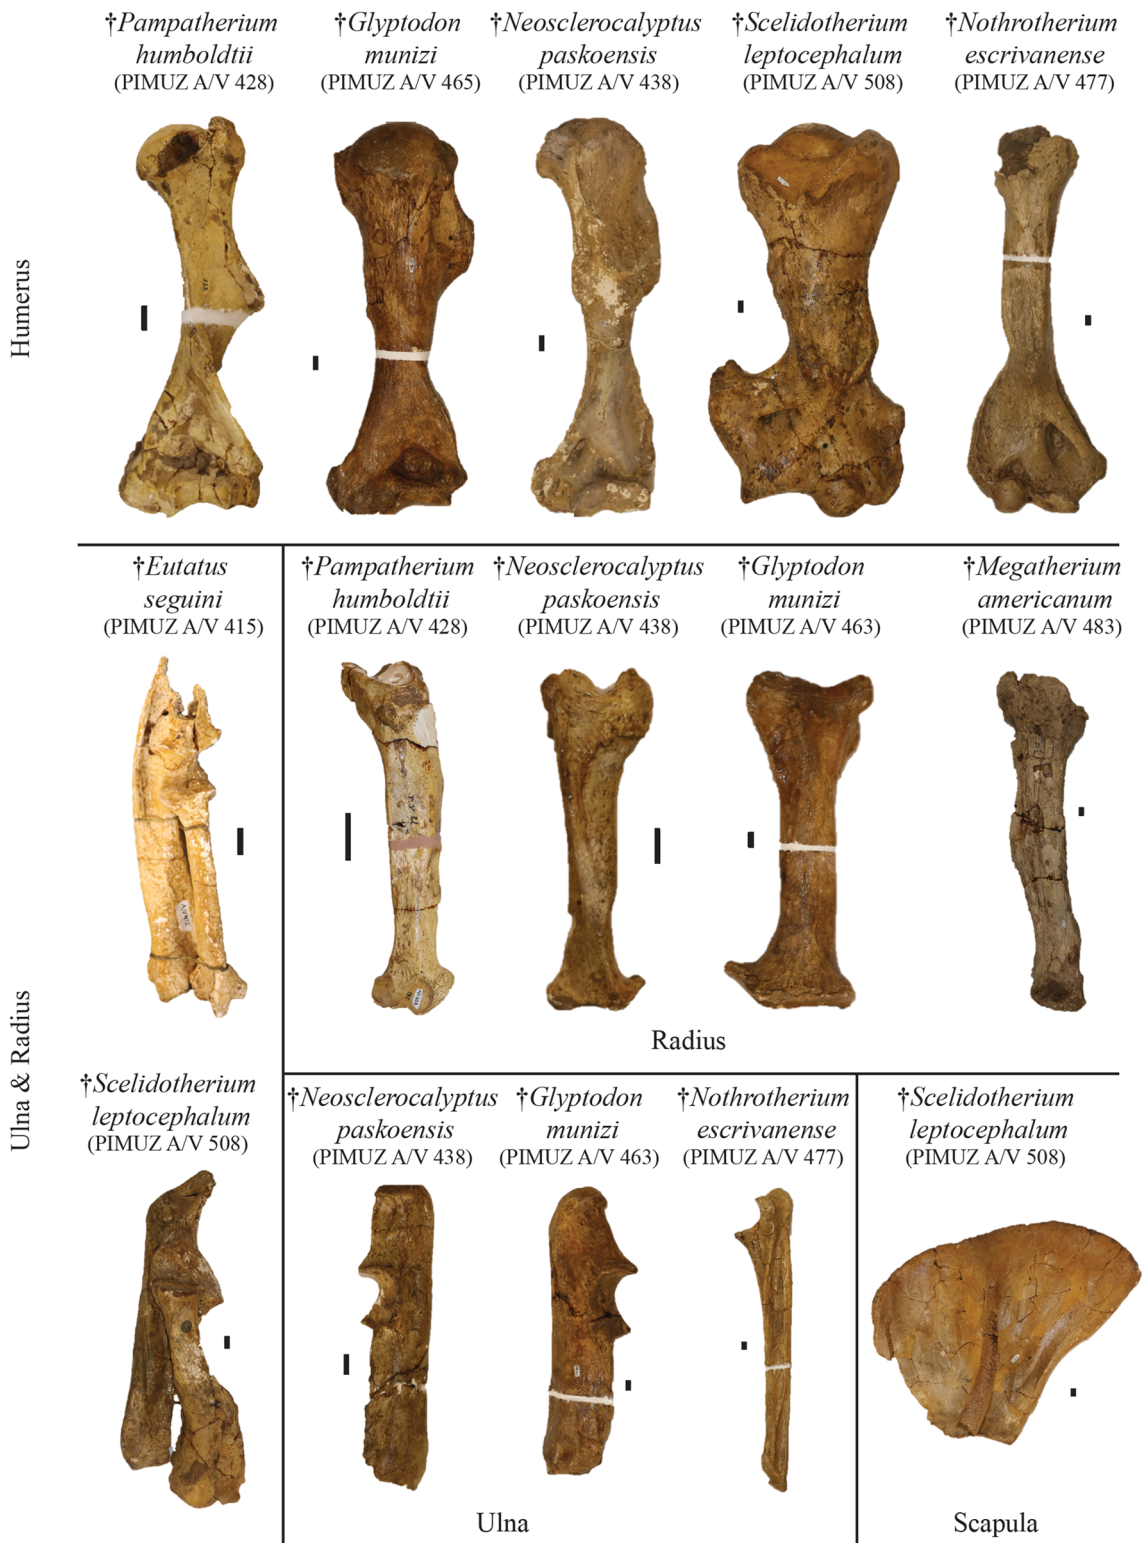 †Pampatherium
humboldtii
(PIMUZ A/V 428)
†Glyptodon
munizi
(PIMUZ A/V 465)
†Neosclerocalyptus
paskoensis
(PIMUZ A/V 438)
†Scelidotherium
leptocephalum
(PIMUZ A/V 508)
†Nothrotherium
escrivanense
(PIMUZ A/V 477)
Humerus
†Eutatus
seguini
(PIMUZ A/V 415)
†Pampatherium
humboldtii
(PIMUZ A/V 428)
†Neosclerocalyptus
paskoensis
(PIMUZ A/V 438)
†Glyptodon
munizi
(PIMUZ A/V 463)
†Megatherium
americanum
(PIMUZ A/V 483)
Radius
Ulna & Radius
†Scelidotherium
leptocephalum
(PIMUZ A/V 508)
†Neosclerocalyptus
paskoensis
(PIMUZ A/V 438)
†Glyptodon
munizi
(PIMUZ A/V 463)
†Nothrotherium
escrivanense
(PIMUZ A/V 477)
†Scelidotherium
leptocephalum
(PIMUZ A/V 508)
Ulna
Scapula